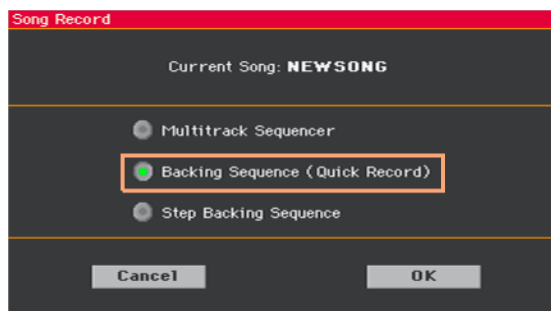 Song Record
Current Song: NEWSONG
Multitrack Sequencer
Backing Sequence (Quick Record)
Step Backing Sequence
Cancel OK